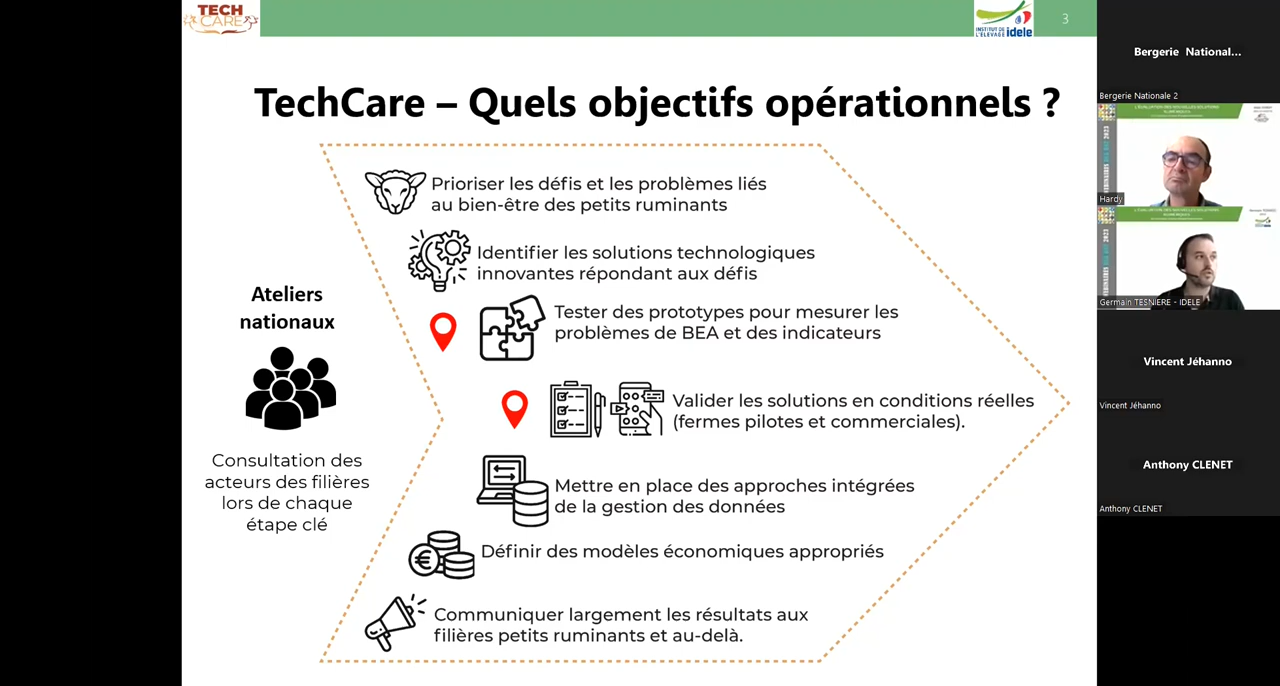 TECH
CARE
INSTITUT DE
L'ELEVAGE idele
3
TechCare – Quels objectifs opérationnels ?
Prioriser les défis et les problèmes liés
au bien-être des petits ruminants
Identifier les solutions technologiques
innovantes répondant aux défis
Tester des prototypes pour mesurer les
problèmes de BEA et des indicateurs
Valider les solutions en conditions réelles
(fermes pilotes et commerciales).
Mettre en place des approches intégrées
de la gestion des données
Définir des modèles économiques appropriés
Communiquer largement les résultats aux
filières petits ruminants et au-delà.
Ateliers
nationaux
Consultation des
acteurs des filières
lors de chaque
étape clé
Bergerie National...
Bergerie Nationale 2
Hardy
Germain TESNIERE - IDELE
Vincent Jéhanno
Vincent Jéhanno
Anthony CLENET
Anthony CLENET